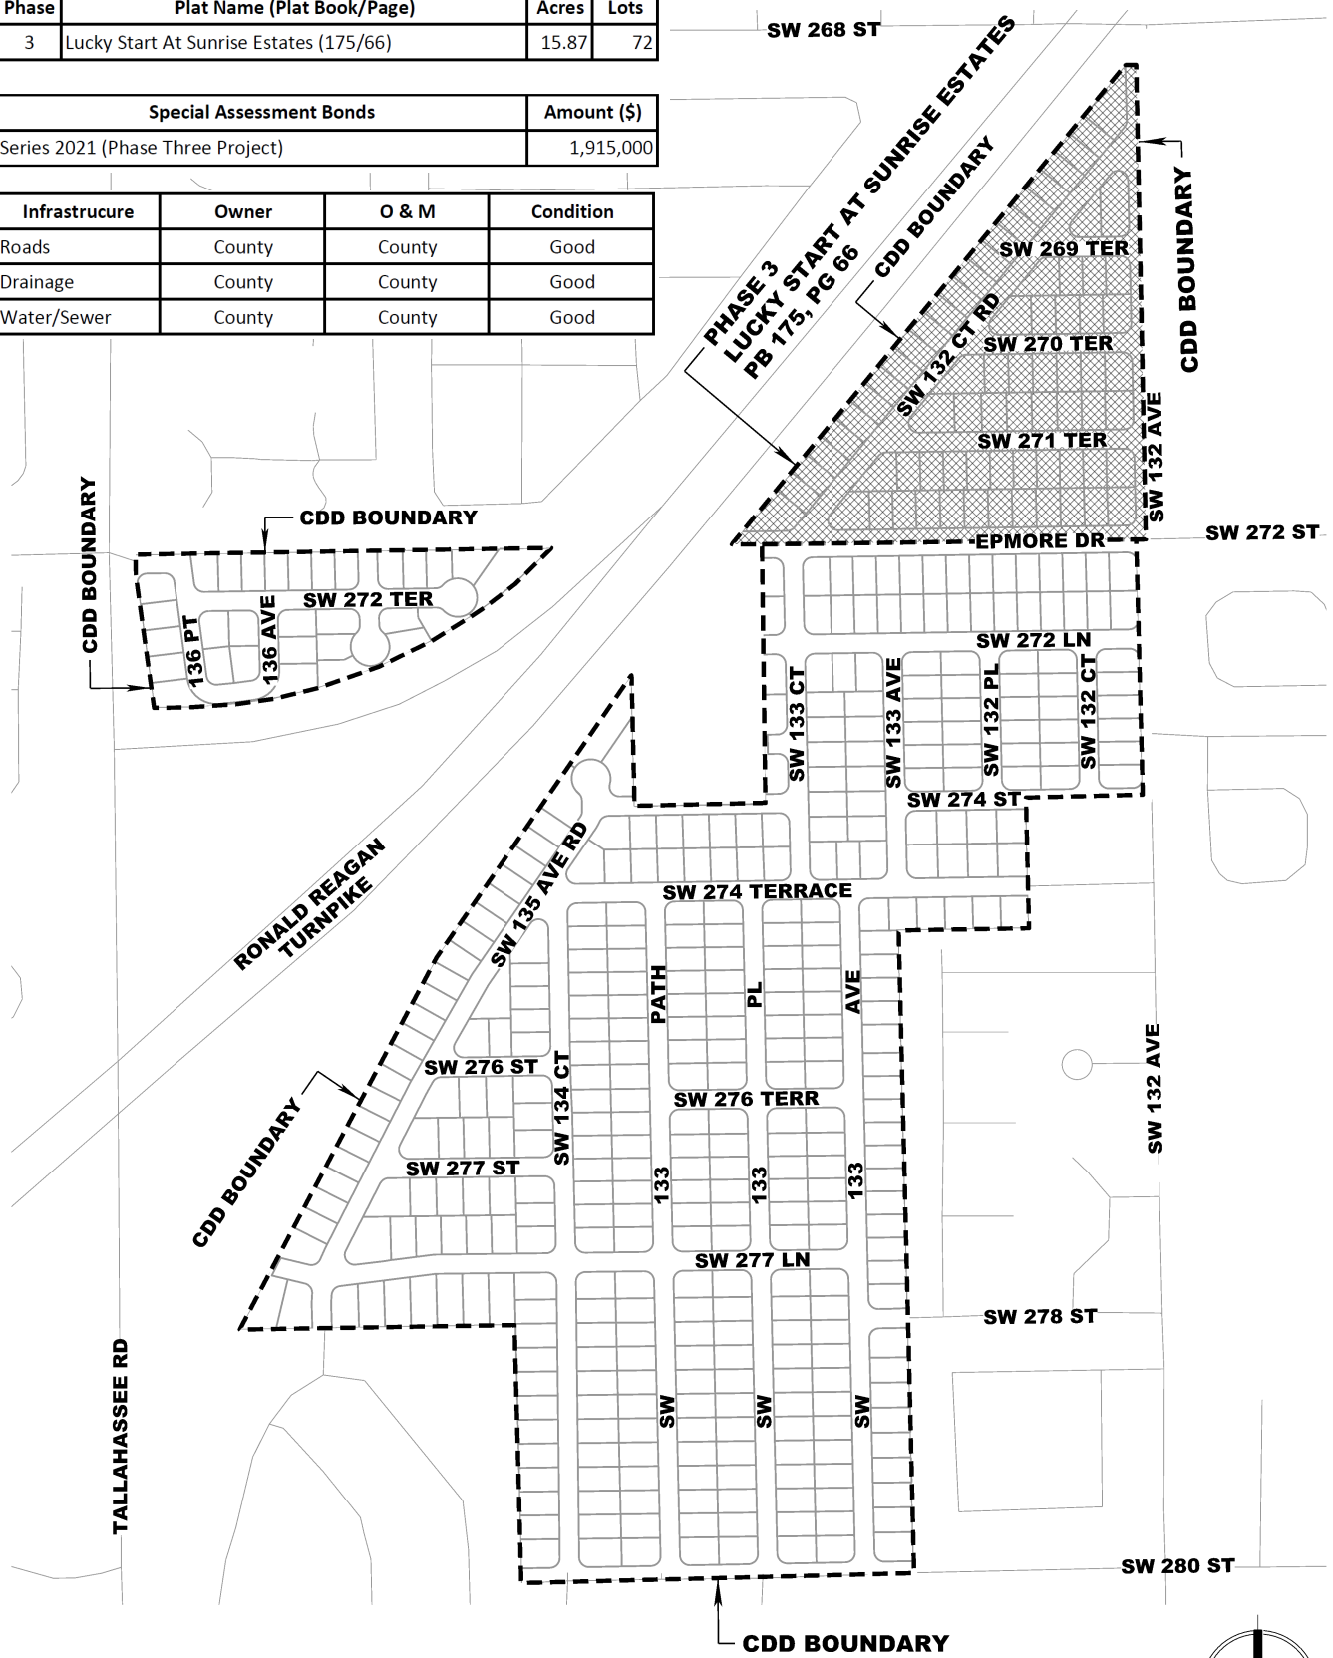 Phase Plat Name (Plat Book/Page) Acres Lots
3 Lucky Start At Sunrise Estates (175/66) 15.87 72
Special Assessment Bonds Amount ($)
Series 2021 (Phase Three Project) 1,915,000
Infrastrucure Owner O & M Condition
Roads County County Good
Drainage County County Good
Water/Sewer County County Good
SW 268 ST
PHASE 3
LUCKY START AT SUNRISE ESTATES
PB 175, PG 66
CDD BOUNDARY
CDD BOUNDARY
SW 269 TER
SW 132 CT RD
SW 270 TER
SW 271 TER
SW 132 AVE
SW 272 ST
EPMORE DR
CDD BOUNDARY
CDD BOUNDARY
SW 272 TER
136 PT
136 AVE
SW 272 LN
SW 133 CT
SW 133 AVE
SW 132 PL
SW 132 CT
SW 274 ST
RONALD REAGAN
TURNPIKE
SW 135 AVE RD
SW 274 TERRACE
PATH
PL
AVE
SW 276 ST
SW 134 CT
SW 276 TERR
SW 132 AVE
CDD BOUNDARY
SW 277 ST
133
133
133
SW 277 LN
SW 278 ST
TALLAHASSEE RD
SW
SW
SW
SW 280 ST
CDD BOUNDARY